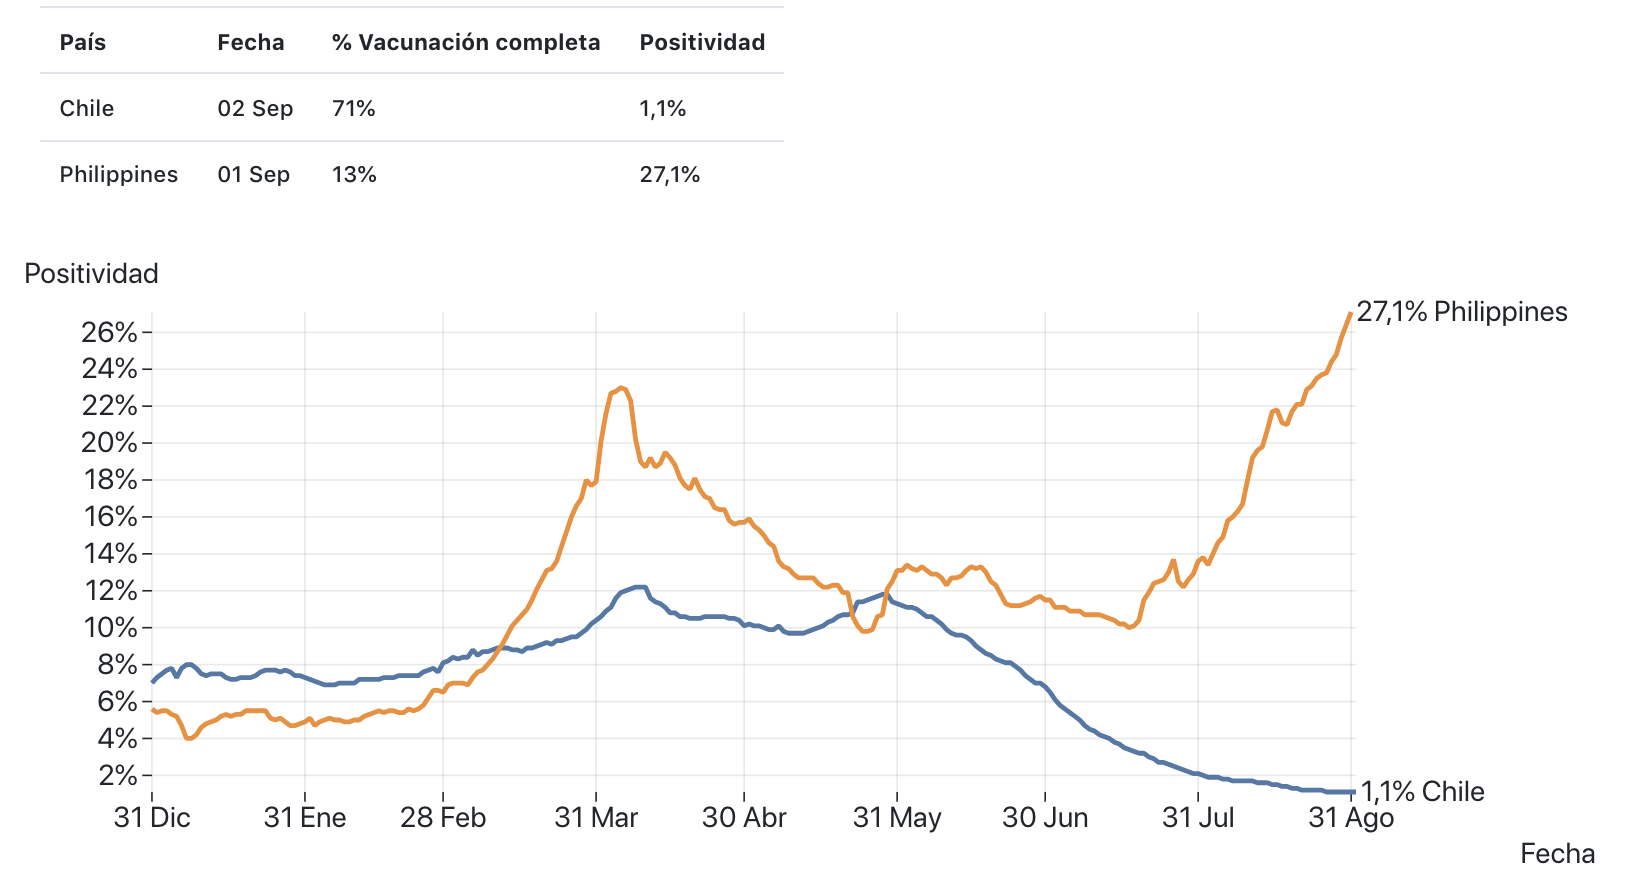 País Fecha % Vacunación completa Positividad
Chile 02 Sep 71% 1,1%
Philippines 01 Sep 13% 27,1%
Positividad
27,1% Philippines
26%
24%
22%
20%
18%
16%
14%
12%
10%
8%
6%
4%
2%
1,1% Chile
31 Dic 31 Ene 28 Feb 31 Mar 30 Abr 31 May 30 Jun 31 Jul 31 Ago
Fecha